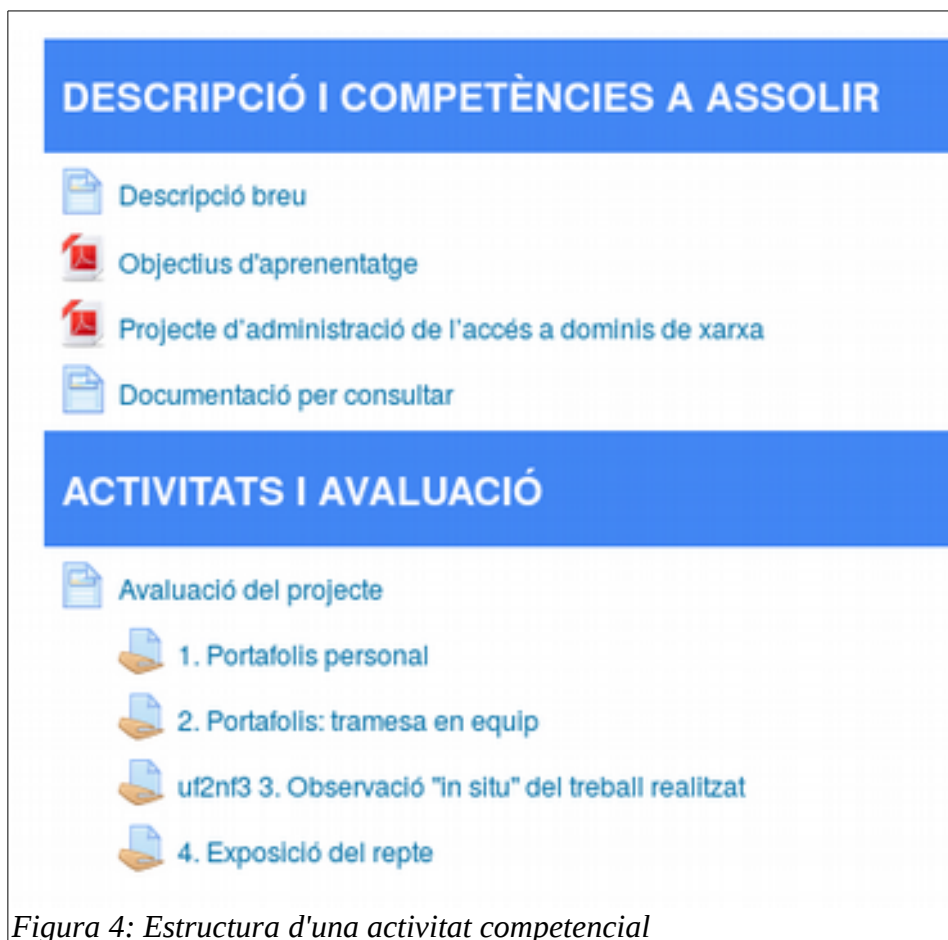 DESCRIPCIÓ I COMPETÈNCIES A ASSOLIR
Descripció breu
Objectius d'aprenentatge
Projecte d’administració de l’accés a dominis de xarxa
Documentació per consultar
ACTIVITATS I AVALUACIÓ
Avaluació del projecte
1. Portafolis personal
2. Portafolis: tramesa en equip
uf2nf3 3. Observació "in situ" del treball realitzat
4. Exposició del repte
Figura 4: Estructura d'una activitat competencial